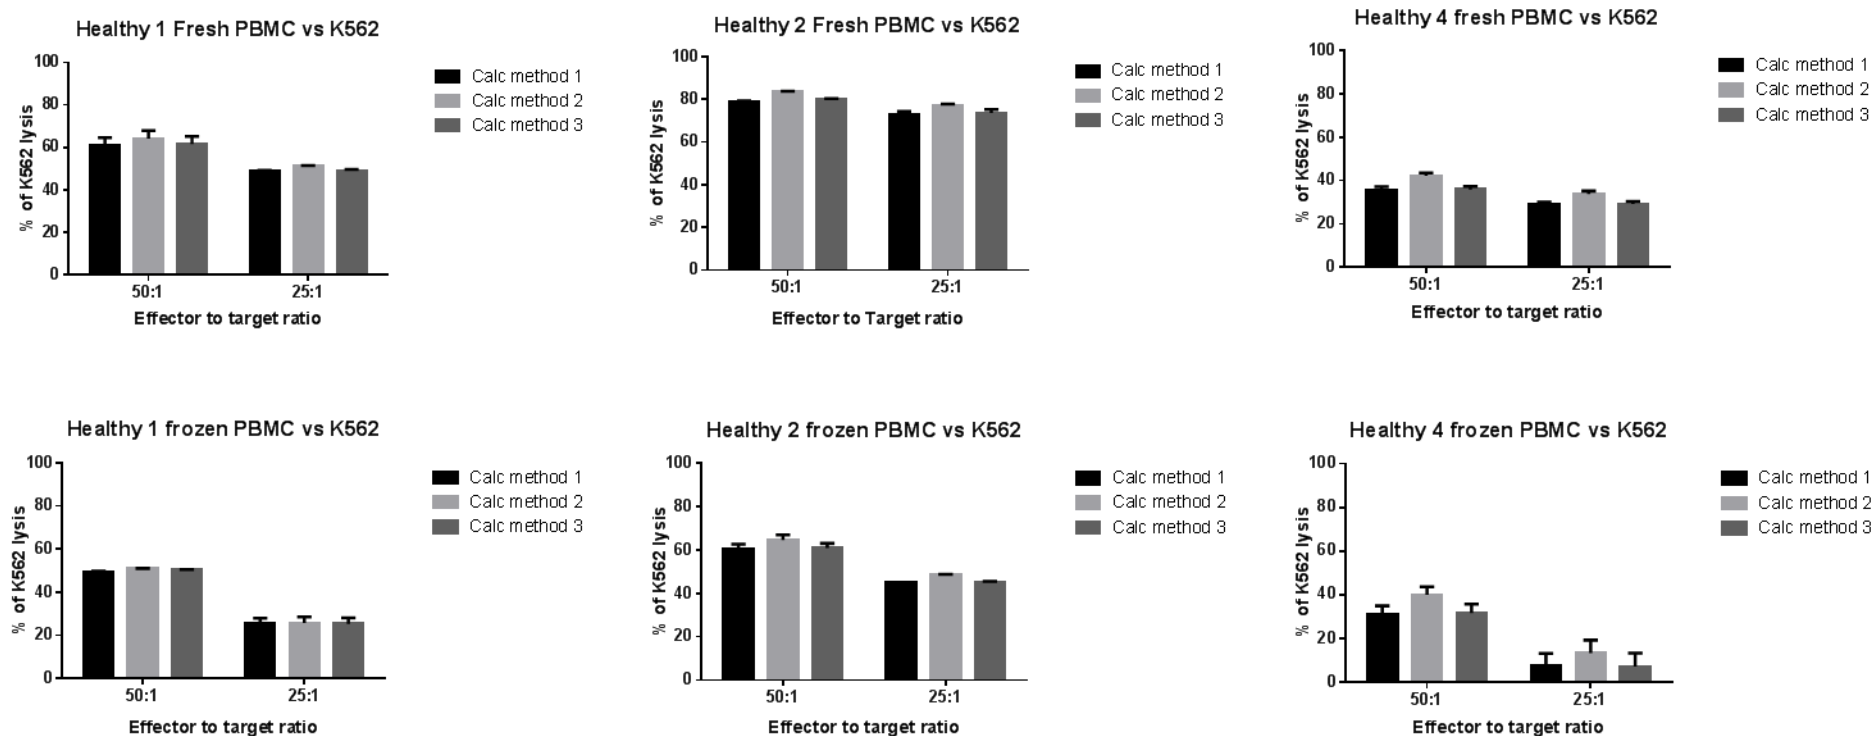 Healthy 1 Fresh PBMC vs K562
% of K562 lysis
100
80
60
40
20
0
50:1
25:1
Effector to target ratio
Calc method 1
Calc method 2
Calc method 3
Healthy 2 Fresh PBMC vs K562
% of K562 lysis
100
80
60
40
20
0
50:1
25:1
Effector to Target ratio
Calc method 1
Calc method 2
Calc method 3
Healthy 4 fresh PBMC vs K562
% of K562 lysis
100
80
60
40
20
0
50:1
25:1
Effector to target ratio
Calc method 1
Calc method 2
Calc method 3
Healthy 1 frozen PBMC vs K562
% of K562 lysis
100
80
60
40
20
0
50:1
25:1
Effector to target ratio
Calc method 1
Calc method 2
Calc method 3
Healthy 2 frozen PBMC vs K562
% of K562 lysis
100
80
60
40
20
0
50:1
25:1
Effector to target ratio
Calc method 1
Calc method 2
Calc method 3
Healthy 4 frozen PBMC vs K562
% of K562 lysis
100
80
60
40
20
0
50:1
25:1
Effector to target ratio
Calc method 1
Calc method 2
Calc method 3